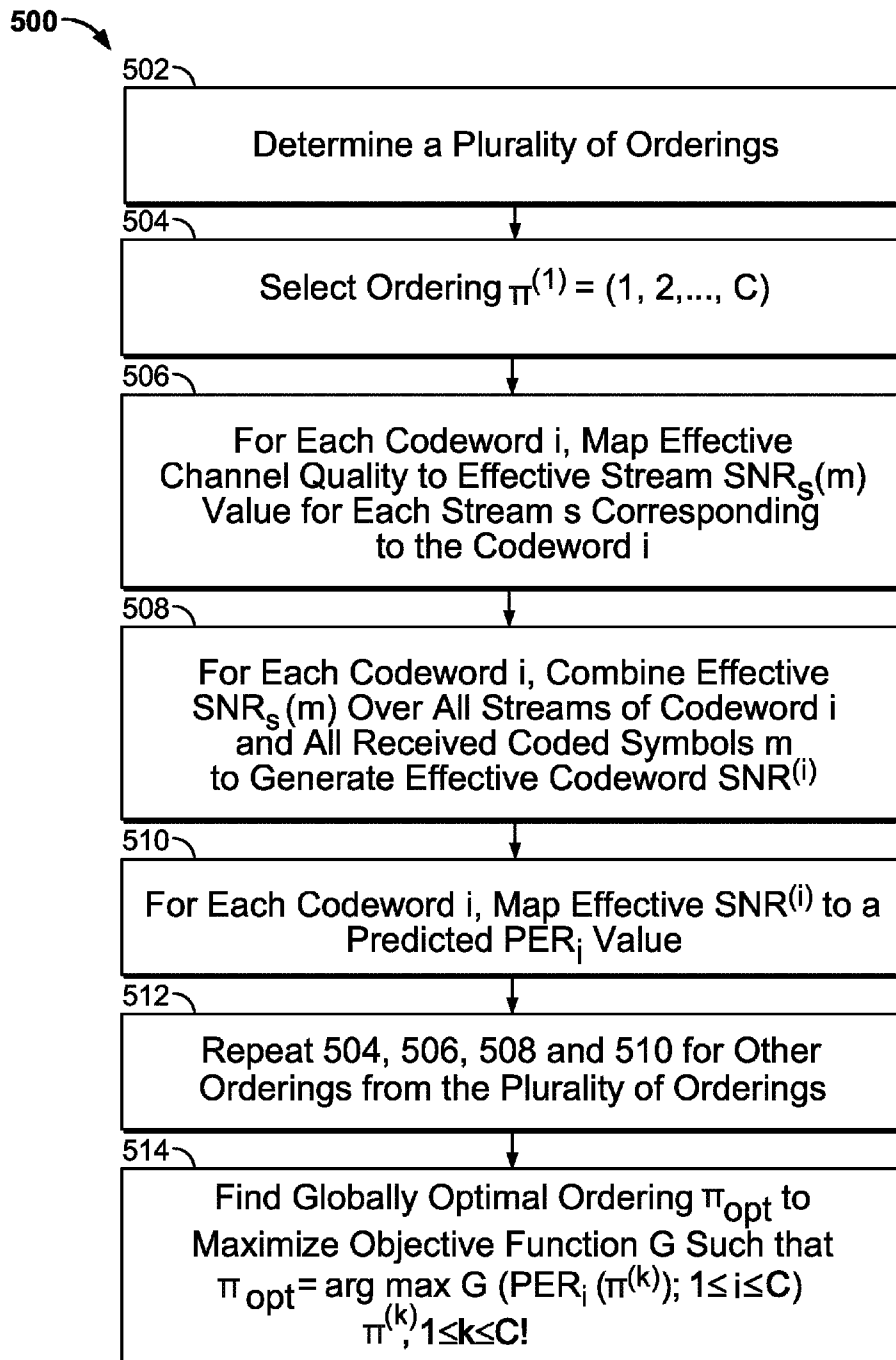 500
502
Determine a Plurality of Orderings
504
Select Ordering π(1) = (1, 2,..., C)
506
For Each Codeword i, Map Effective
Channel Quality to Effective Stream SNRs(m)
Value for Each Stream s Corresponding
to the Codeword i
508
For Each Codeword i, Combine Effective
SNRs(m) Over All Streams of Codeword i
and All Received Coded Symbols m
to Generate Effective Codeword SNR(i)
510
For Each Codeword i, Map Effective SNR(i) to a
Predicted PERi Value
512
Repeat 504, 506, 508 and 510 for Other
Orderings from the Plurality of Orderings
514
Find Globally Optimal Ordering πopt to
Maximize Objective Function G Such that
πopt= arg max G (PERi (π(k)); 1≤i≤C)
π(k), 1≤k≤C!